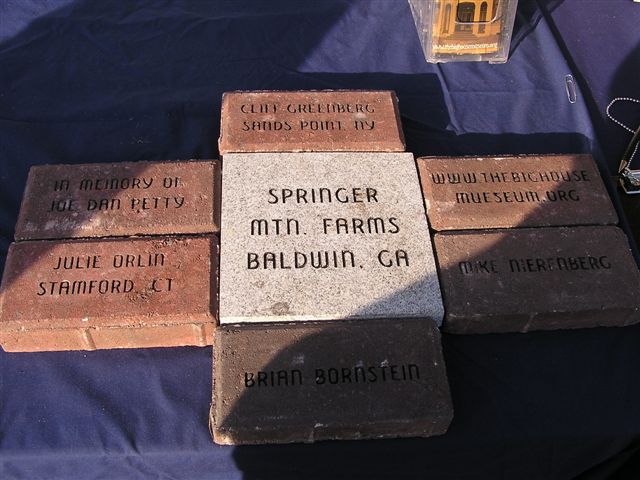 CLIFF GREENBERG
SANDS POINT, NY
IN MEMORY OF
JOE DAN PETTY
SPRINGER
MTN. FARMS
BALDWIN, GA
WWW.THEBIGHOUSE
MUESEUM.ORG
JULIE ORLIN
STAMFORD, CT
MIKE NIERENBERG
BRIAN BORNSTEIN